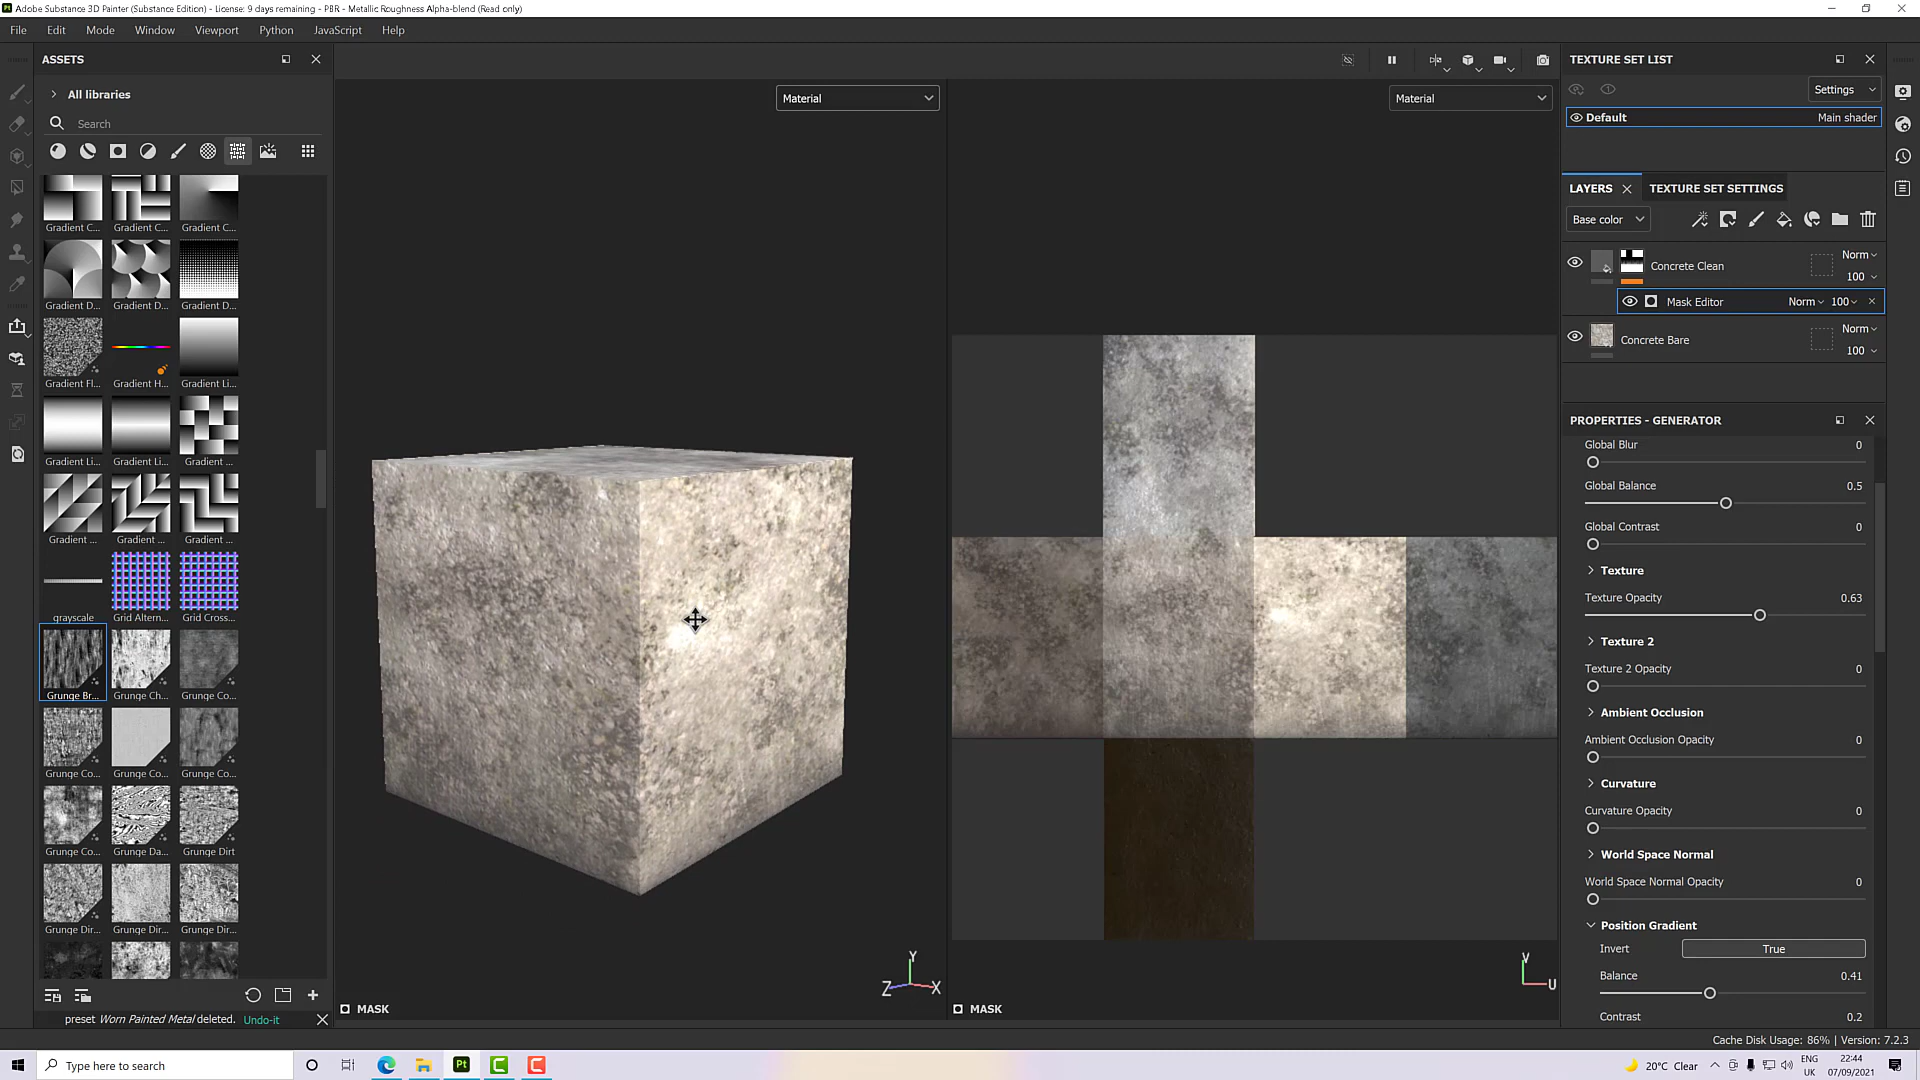 Adobe Substance 3D Painter (Substance Edition) - License: 9 days remaining - PBR - Metallic Roughness Alpha-blend (Read only)
File Edit Mode Window Viewport Python JavaScript Help
ASSETS
All libraries
Search
Gradient C... Gradient C... Gradient C...
Gradient D... Gradient D... Gradient D...
Gradient Fl... Gradient H... Gradient Li...
Gradient Li... Gradient Li... Gradient ...
Gradient ... Gradient ... Gradient ...
grayscale Grid Altern... Grid Cross...
Grunge Br... Grunge Ch... Grunge Co...
Grunge Co... Grunge Co... Grunge Co...
Grunge Co... Grunge Da... Grunge Dirt
Grunge Dir... Grunge Dir... Grunge Dir...
preset Worn Painted Metal deleted. Undo-it
Material
Y
Z X
MASK
Material
V
U
MASK
TEXTURE SET LIST
Settings
Default Main shader
LAYERS TEXTURE SET SETTINGS
Base color
Concrete Clean Norm
100
Mask Editor Norm 100
Concrete Bare Norm
100
PROPERTIES - GENERATOR
Global Blur 0
Global Balance 0.5
Global Contrast 0
Texture
Texture Opacity 0.63
Texture 2
Texture 2 Opacity 0
Ambient Occlusion
Ambient Occlusion Opacity 0
Curvature
Curvature Opacity 0
World Space Normal
World Space Normal Opacity 0
Position Gradient
Invert True
Balance 0.41
Contrast 0.2
Cache Disk Usage: 86% | Version: 7.2.3
Type here to search
Pt
20°C Clear
ENG
UK
22:44
07/09/2021